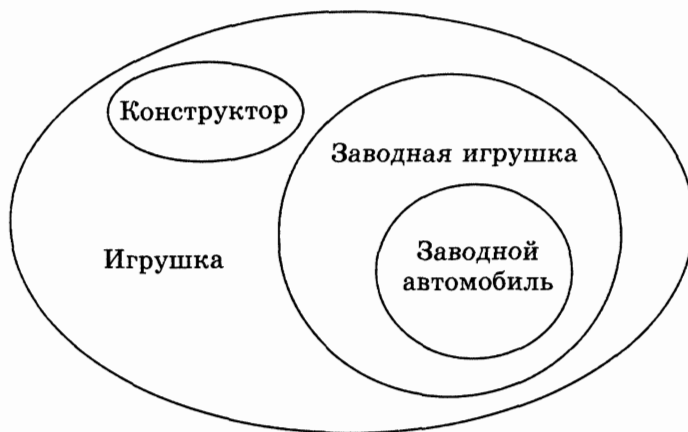 Конструктор
Заводная игрушка
Игрушка
Заводной
автомобиль